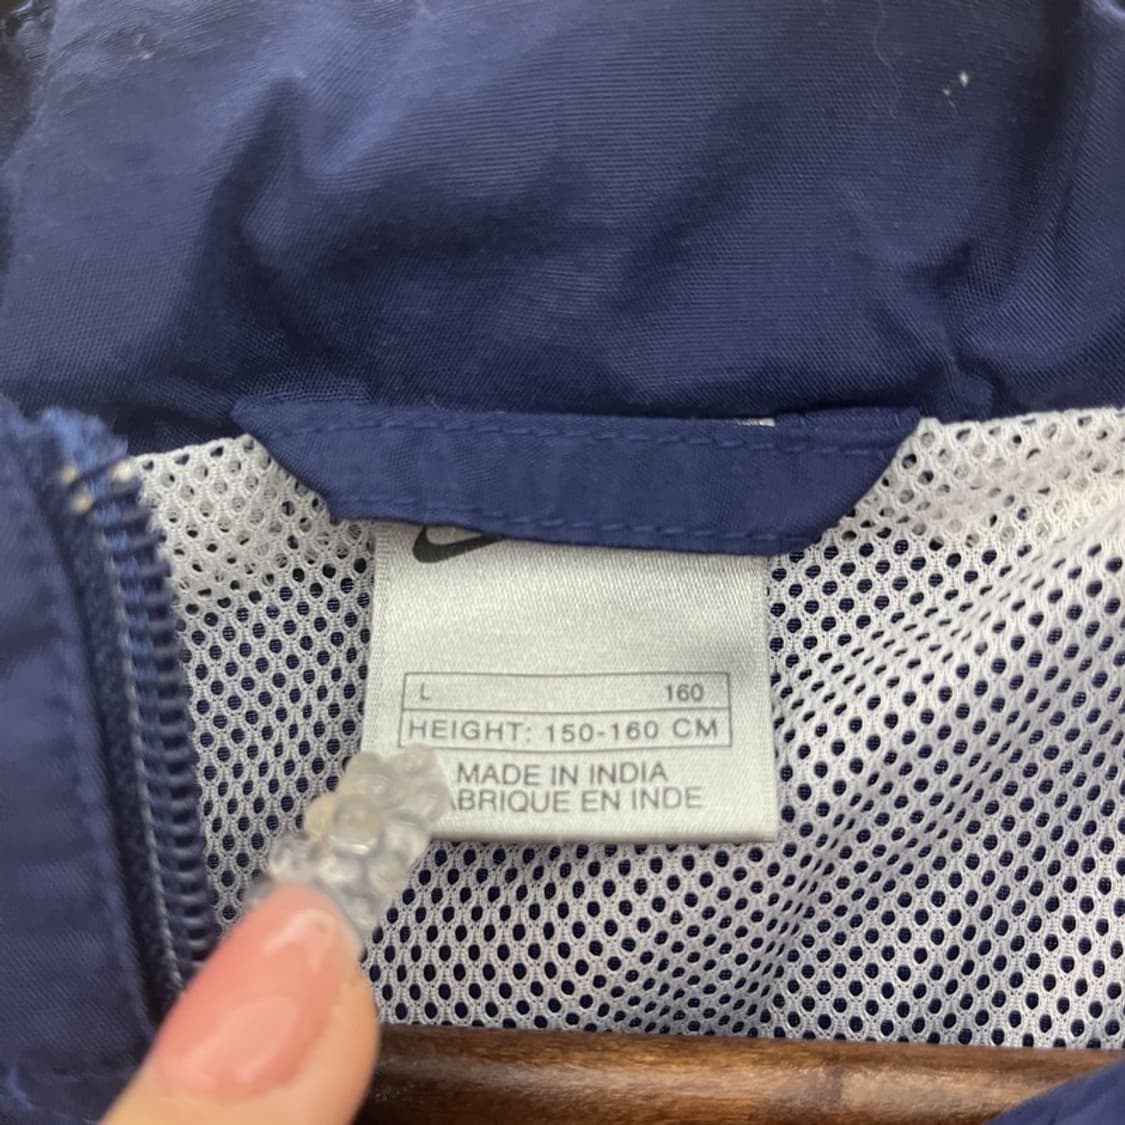 L 160
HEIGHT: 150-160 CM
MADE IN INDIA
ABRIQUE EN INDE